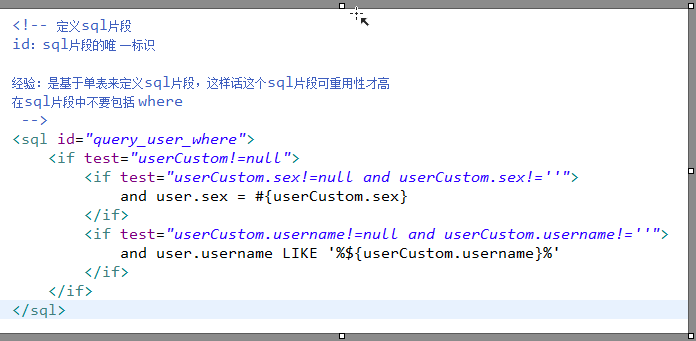 <!-- 定义sql片段
id：sql片段的唯 一标识
经验：是基于单表来定义sql片段，这样话这个sql片段可重用性才高
在sql片段中不要包括 where
-->
<sql id="query_user_where">
<if test="userCustom!=null">
<if test="userCustom.sex!=null and userCustom.sex!=''">
and user.sex = #{userCustom.sex}
</if>
<if test="userCustom.username!=null and userCustom.username!=''">
and user.username LIKE '%${userCustom.username}%'
</if>
</if>
</sql>